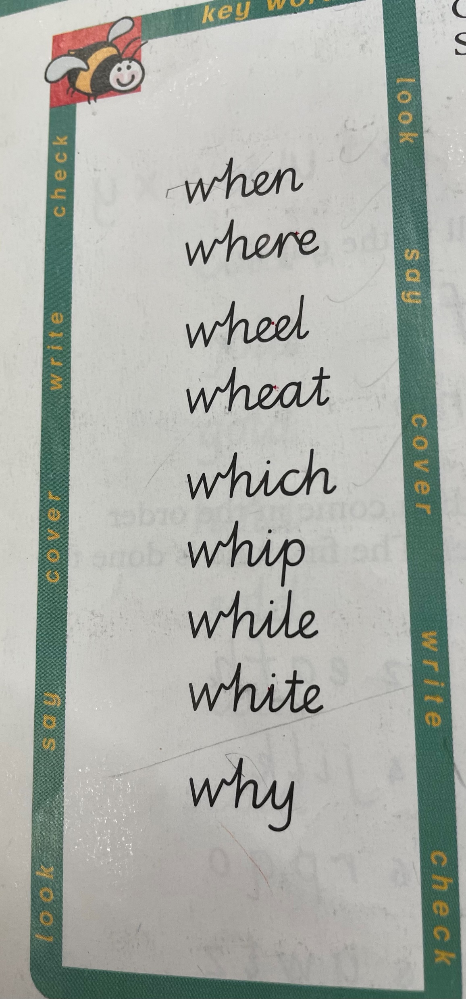 key
look say cover write check
look say cover write check
when
where
wheel
wheat
which
whip
while
white
why